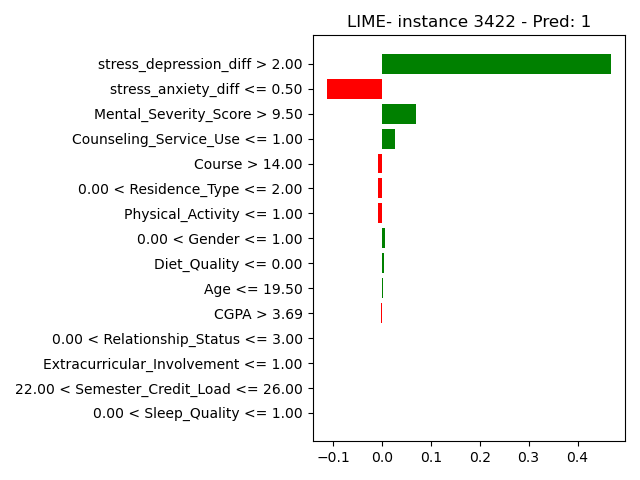 LIME- instance 3422 - Pred: 1
stress_depression_diff > 2.00
stress_anxiety_diff <= 0.50
Mental_Severity_Score > 9.50
Counseling_Service_Use <= 1.00
Course > 14.00
0.00 < Residence_Type <= 2.00
Physical_Activity <= 1.00
0.00 < Gender <= 1.00
Diet_Quality <= 0.00
Age <= 19.50
CGPA > 3.69
0.00 < Relationship_Status <= 3.00
Extracurricular_Involvement <= 1.00
22.00 < Semester_Credit_Load <= 26.00
0.00 < Sleep_Quality <= 1.00
−0.1 0.0 0.1 0.2 0.3 0.4